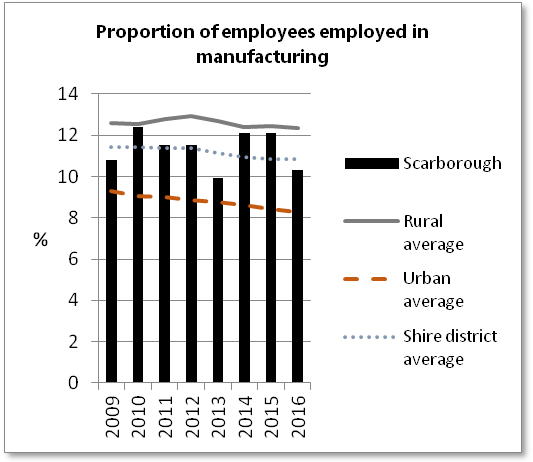 Proportion of employees employed in
manufacturing
14
12
10
8
6
4
2
0
%
2009
2010
2011
2012
2013
2014
2015
2016
Scarborough
Rural
average
Urban
average
Shire district
average